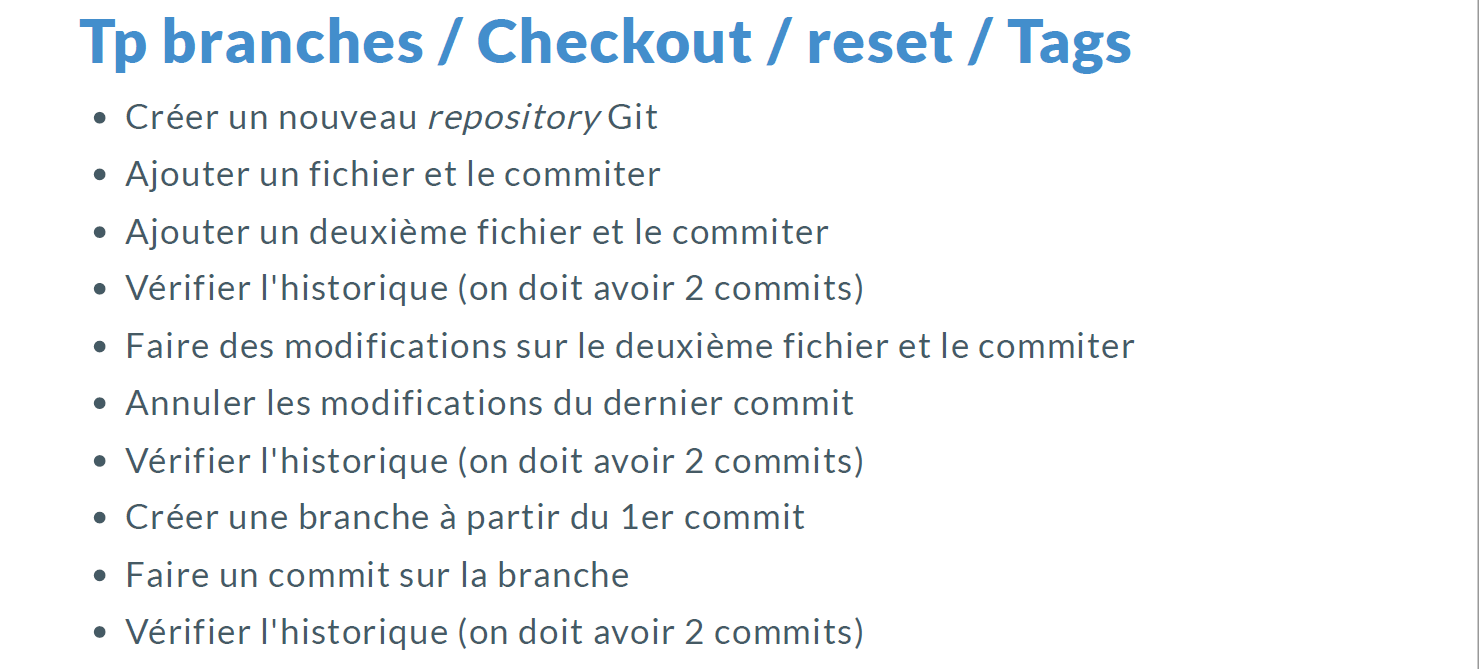 Tp branches / Checkout / reset / Tags
• Créer un nouveau repository Git
• Ajouter un fichier et le commiter
• Ajouter un deuxième fichier et le commiter
• Vérifier l'historique (on doit avoir 2 commits)
• Faire des modifications sur le deuxième fichier et le commiter
• Annuler les modifications du dernier commit
• Vérifier l'historique (on doit avoir 2 commits)
• Créer une branche à partir du 1er commit
• Faire un commit sur la branche
• Vérifier l'historique (on doit avoir 2 commits)